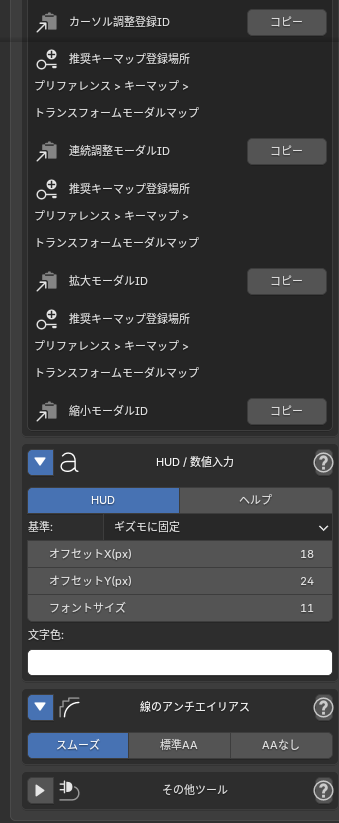 カーソル調整登録ID コピー
推奨キーマップ登録場所
プリファレンス > キーマップ >
トランスフォームモーダルマップ
連続調整モーダルID コピー
推奨キーマップ登録場所
プリファレンス > キーマップ >
トランスフォームモーダルマップ
拡大モーダルID コピー
推奨キーマップ登録場所
プリファレンス > キーマップ >
トランスフォームモーダルマップ
縮小モーダルID コピー
a HUD / 数値入力 ?
HUD ヘルプ
基準: ギズモに固定
オフセットX(px) 18
オフセットY(px) 24
フォントサイズ 11
文字色:
線のアンチエイリアス ?
スムーズ 標準AA AAなし
その他ツール ?